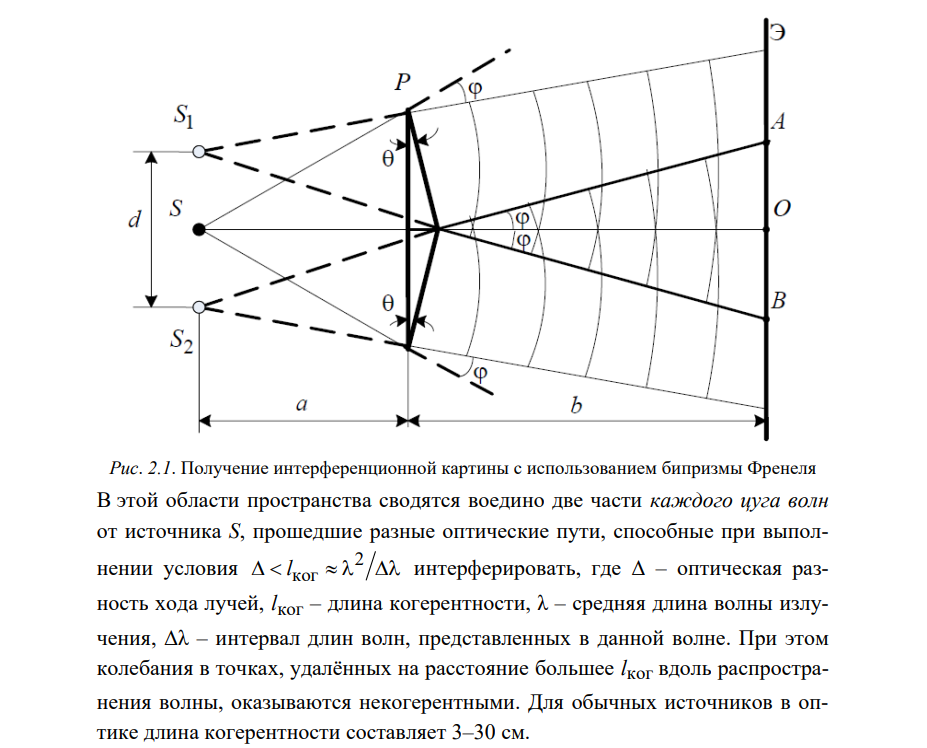 Э
P
φ
S1
A
θ
d
S
φ
O
φ
B
θ
S2
φ
a
b
Рис. 2.1. Получение интерференционной картины с использованием бипризмы Френеля
В этой области пространства сводятся воедино две части каждого цуга волн
от источника S, прошедшие разные оптические пути, способные при выпол-
нении условия Δ < lког ≈ λ²/Δλ интерферировать, где Δ – оптическая раз-
ность хода лучей, lког – длина когерентности, λ – средняя длина волны излу-
чения, Δλ – интервал длин волн, представленных в данной волне. При этом
колебания в точках, удалённых на расстояние большее lког вдоль распростра-
нения волны, оказываются некогерентными. Для обычных источников в оп-
тике длина когерентности составляет 3–30 см.